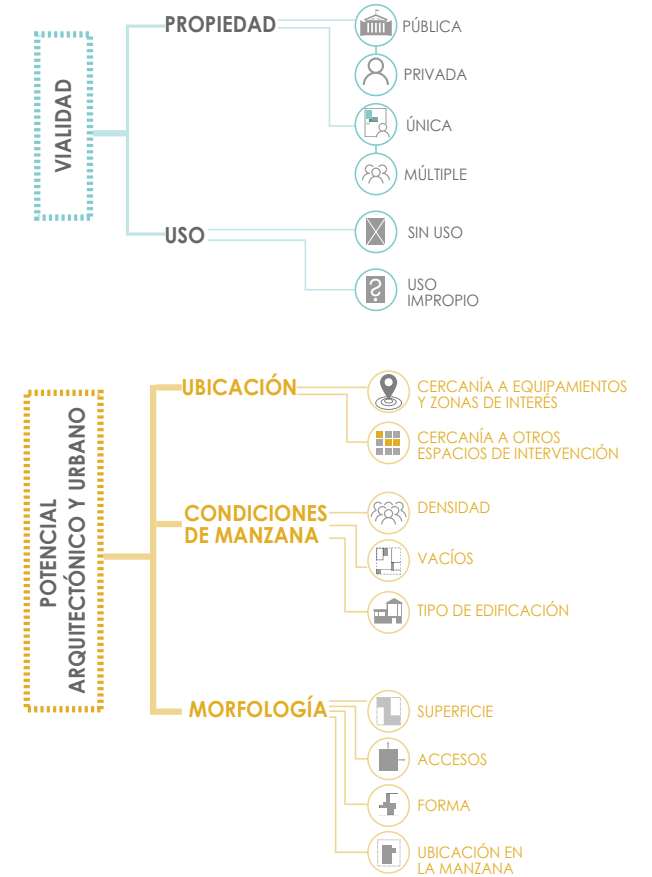 VIALIDAD
PROPIEDAD
PÚBLICA
PRIVADA
ÚNICA
MÚLTIPLE
USO
SIN USO
USO
IMPROPIO
POTENCIAL
ARQUITECTÓNICO Y URBANO
UBICACIÓN
CERCANÍA A EQUIPAMIENTOS
Y ZONAS DE INTERÉS
CERCANÍA A OTROS
ESPACIOS DE INTERVENCIÓN
CONDICIONES
DE MANZANA
DENSIDAD
VACÍOS
TIPO DE EDIFICACIÓN
MORFOLOGÍA
SUPERFICIE
ACCESOS
FORMA
UBICACIÓN EN
LA MANZANA